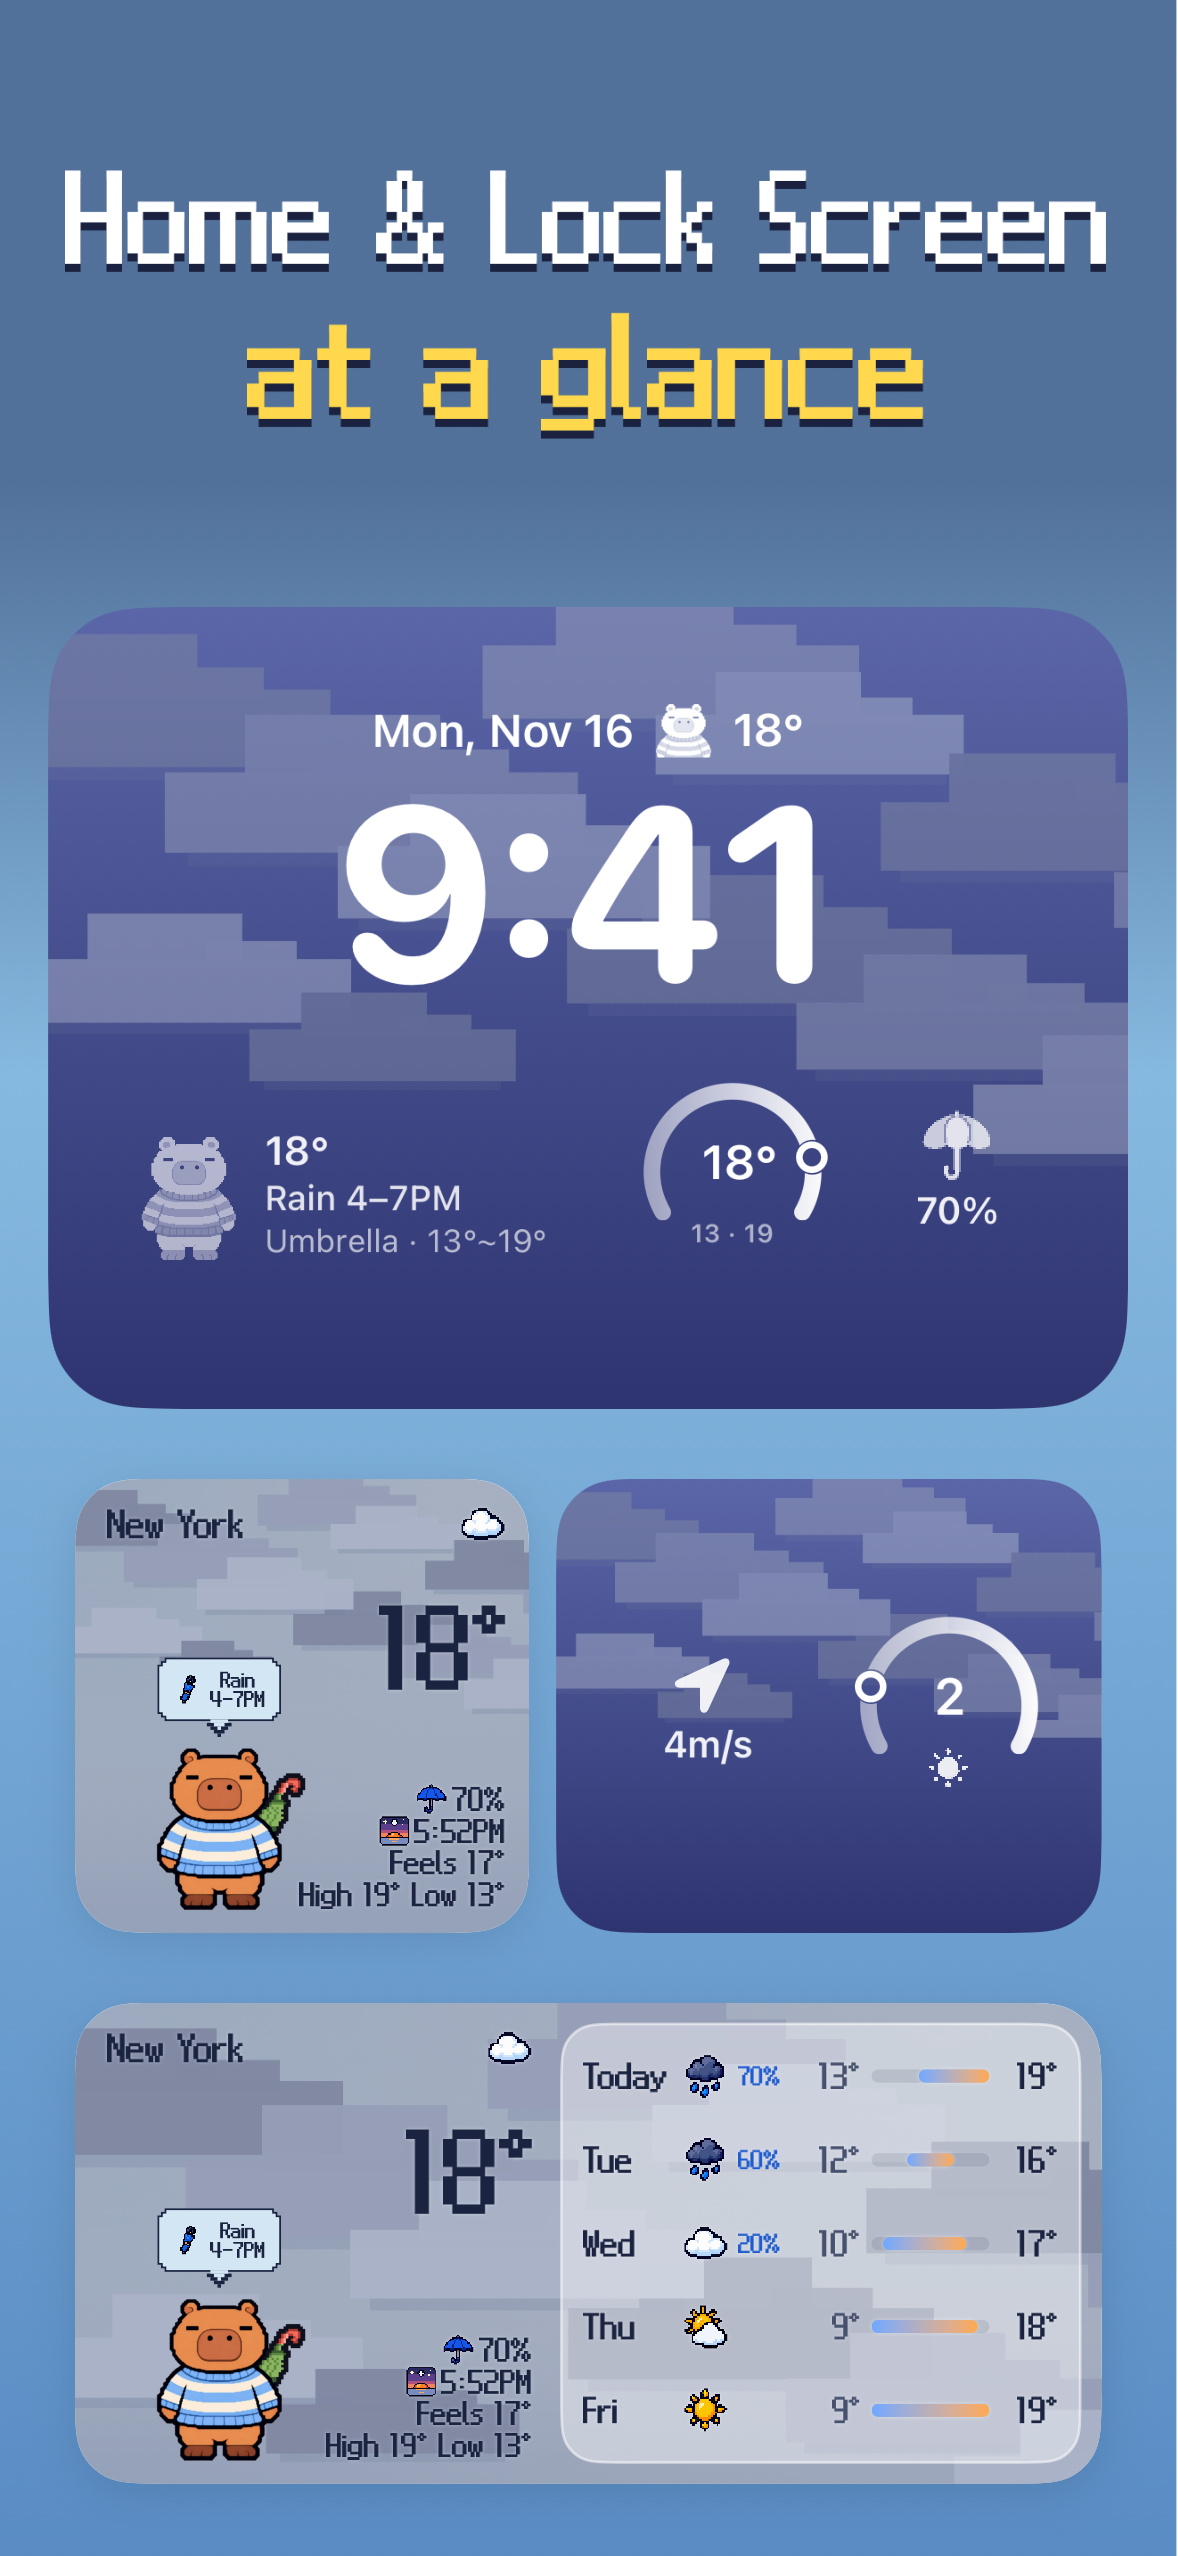 Home & Lock Screen
at a glance
Mon, Nov 16 18°
9:41
18°
Rain 4–7PM
Umbrella · 13°~19°
18°
13 · 19
70%
New York
18°
Rain
4-7PM
70%
5:52PM
Feels 17°
High 19° Low 13°
4m/s
2
New York
18°
Rain
4-7PM
70%
5:52PM
Feels 17°
High 19° Low 13°
Today 70% 13° 19°
Tue 60% 12° 16°
Wed 20% 10° 17°
Thu 9° 18°
Fri 9° 19°